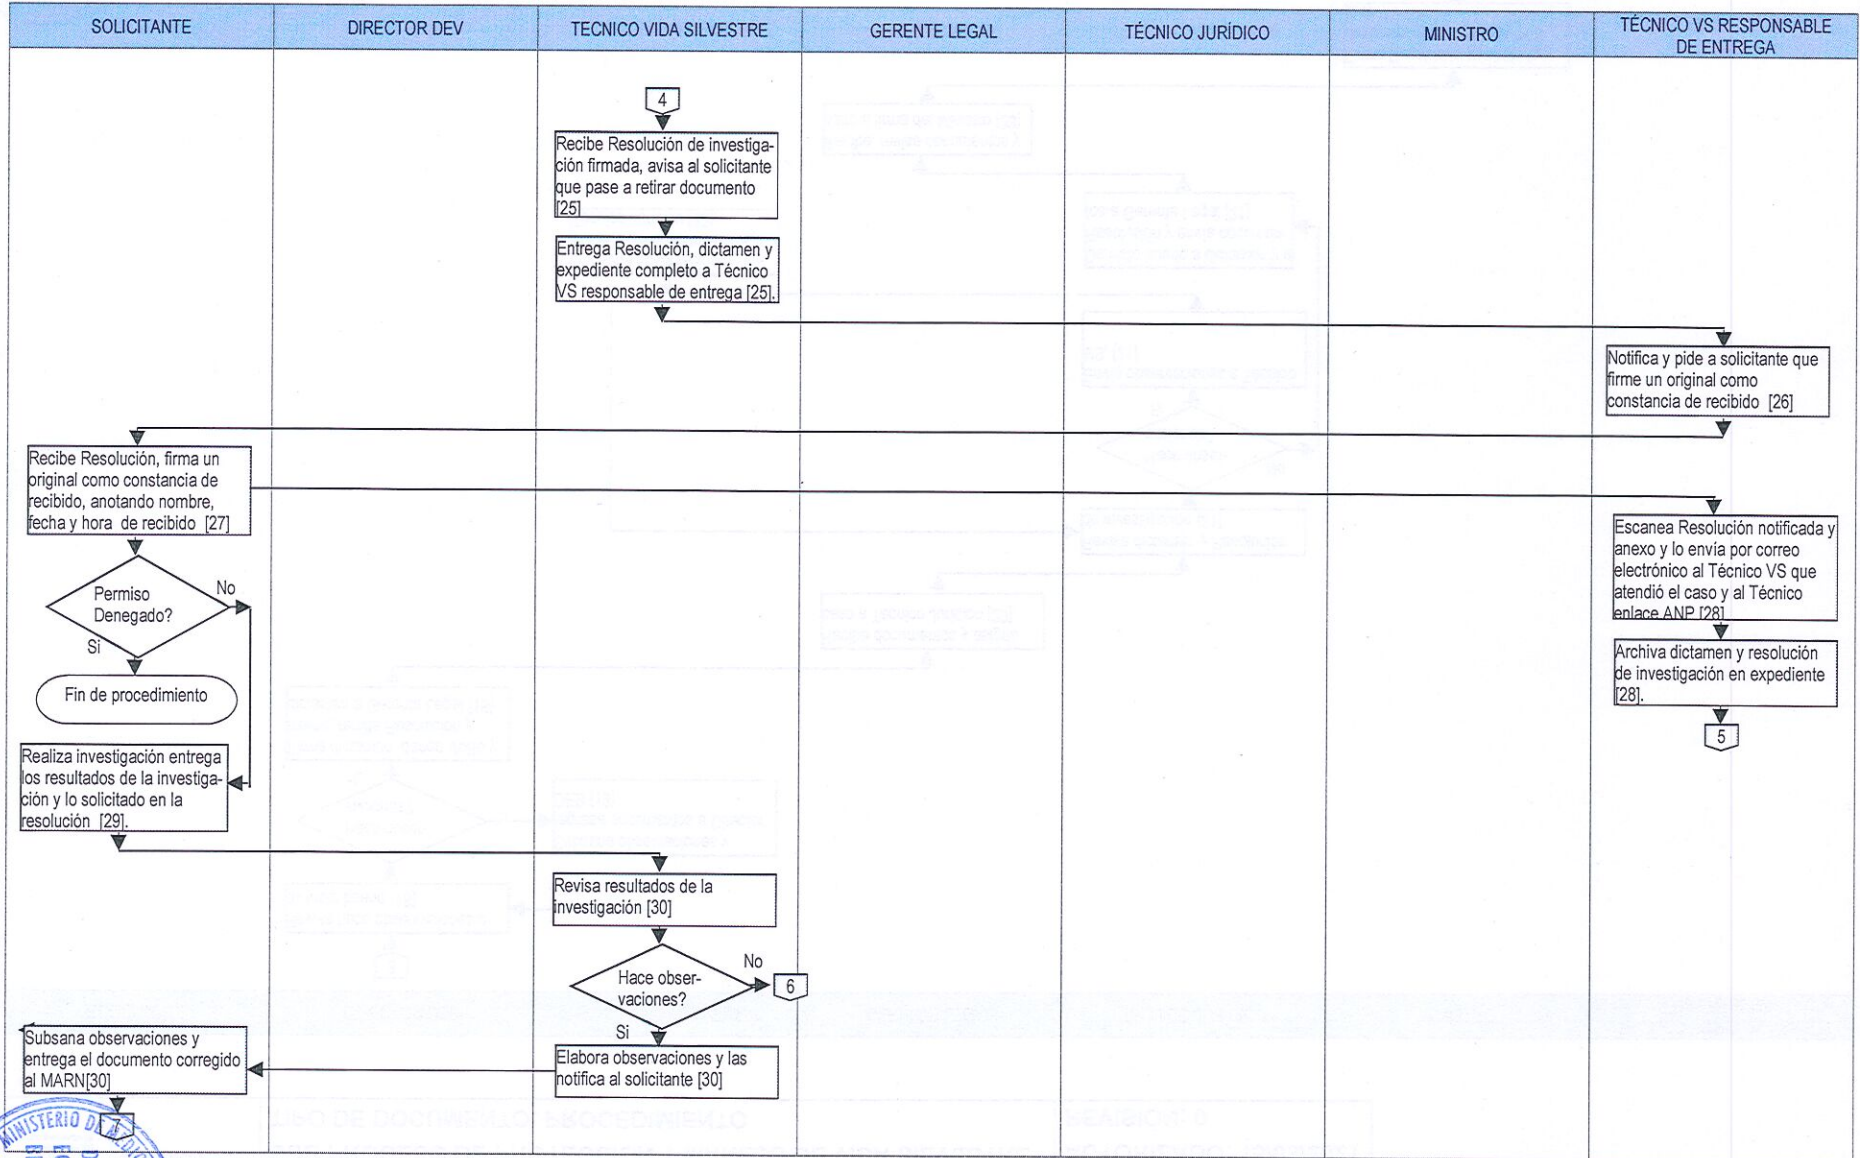 SOLICITANTE
DIRECTOR DEV
TECNICO VIDA SILVESTRE
GERENTE LEGAL
TÉCNICO JURÍDICO
MINISTRO
TÉCNICO VS RESPONSABLE
DE ENTREGA
4
Recibe Resolución de investiga-
ción firmada, avisa al solicitante
que pase a retirar documento
[25]
Entrega Resolución, dictamen y
expediente completo a Técnico
VS responsable de entrega [25].
Notifica y pide a solicitante que
firme un original como
constancia de recibido [26]
Recibe Resolución, firma un
original como constancia de
recibido, anotando nombre,
fecha y hora de recibido [27]
Escanea Resolución notificada y
anexo y lo envía por correo
electrónico al Técnico VS que
atendió el caso y al Técnico
enlace ANP [28]
Permiso
Denegado?
No
Si
Fin de procedimiento
Archiva dictamen y resolución
de investigación en expediente
[28].
5
Realiza investigación entrega
los resultados de la investiga-
ción y lo solicitado en la
resolución [29].
Revisa resultados de la
investigación [30]
Hace obser-
vaciones?
No
6
Si
Elabora observaciones y las
notifica al solicitante [30]
Subsana observaciones y
entrega el documento corregido
al MARN[30]
7
MINISTERIO DE